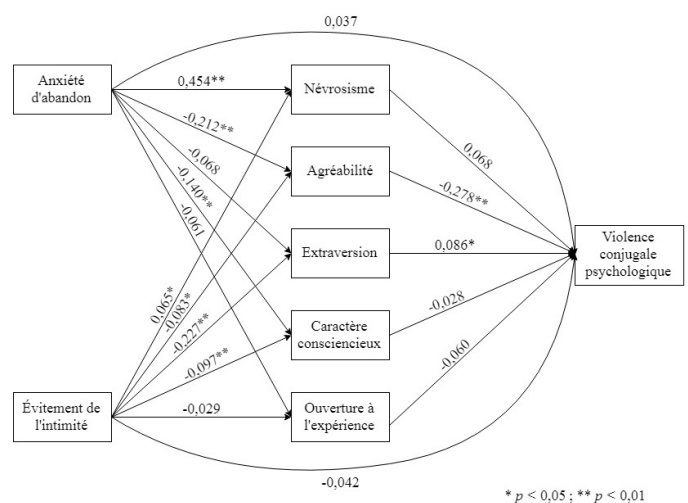 0,037
Anxiété
d'abandon
0,454**
Névrosisme
-0,212**
-0,068
-0,140**
-0,061
Agréabilité
0,068
-0,278**
Extraversion
0,086*
Violence
conjugale
psychologique
0,065*
-0,083*
-0,227**
-0,097**
Caractère
consciencieux
-0,028
-0,060
Évitement de
l'intimité
-0,029
Ouverture à
l'expérience
-0,042
* p < 0,05 ; ** p < 0,01